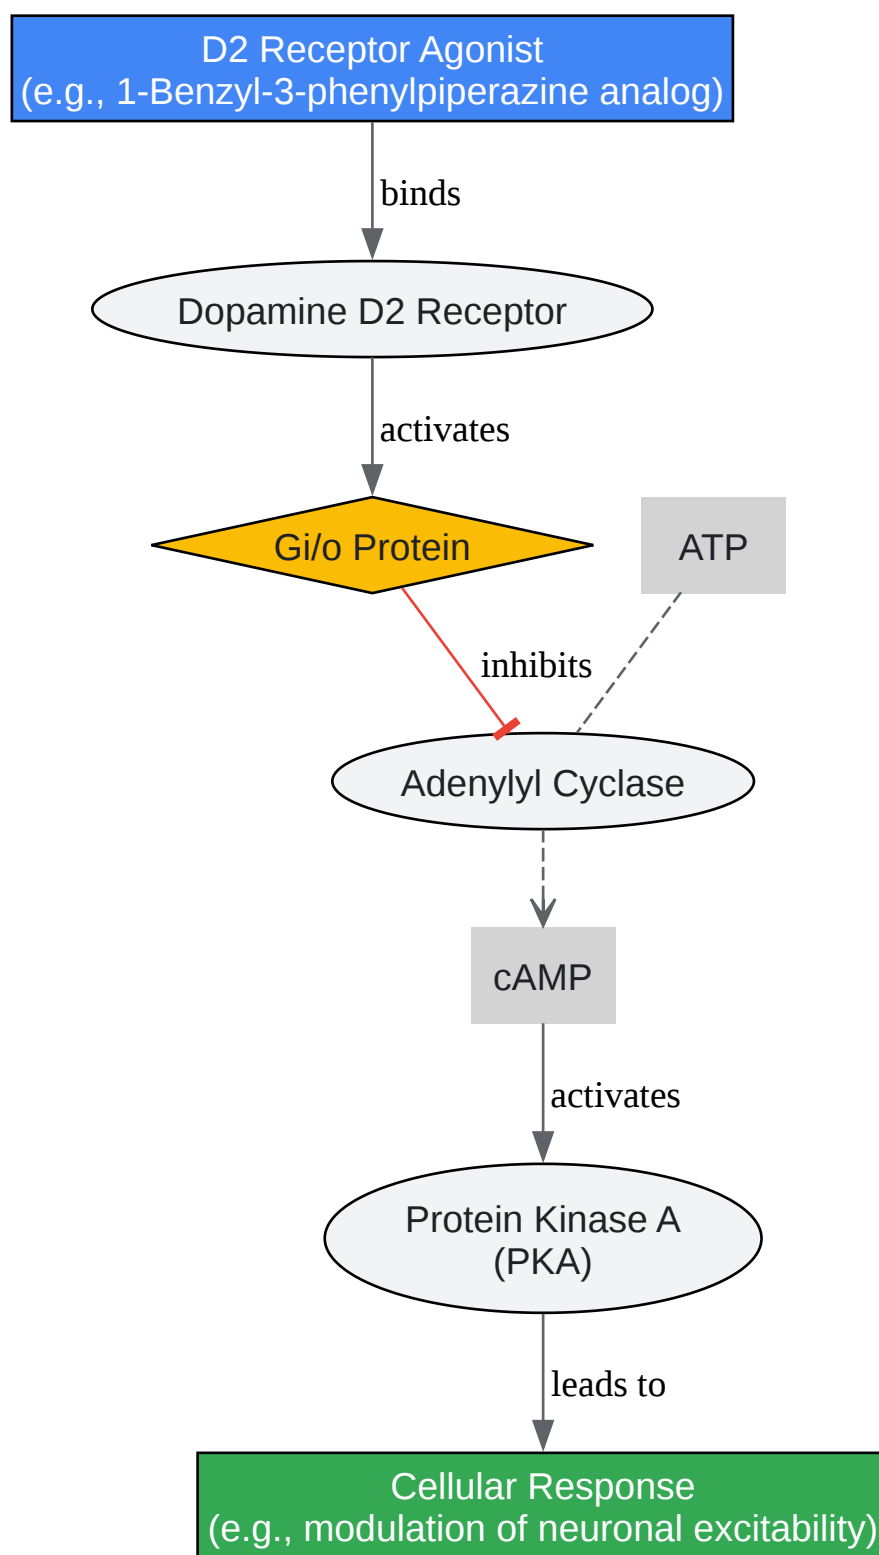 D2 Receptor Agonist
(e.g., 1-Benzyl-3-phenylpiperazine analog)
binds
Dopamine D2 Receptor
activates
Gi/o Protein
ATP
inhibits
Adenylyl Cyclase
cAMP
activates
Protein Kinase A
(PKA)
leads to
Cellular Response
(e.g., modulation of neuronal excitability)